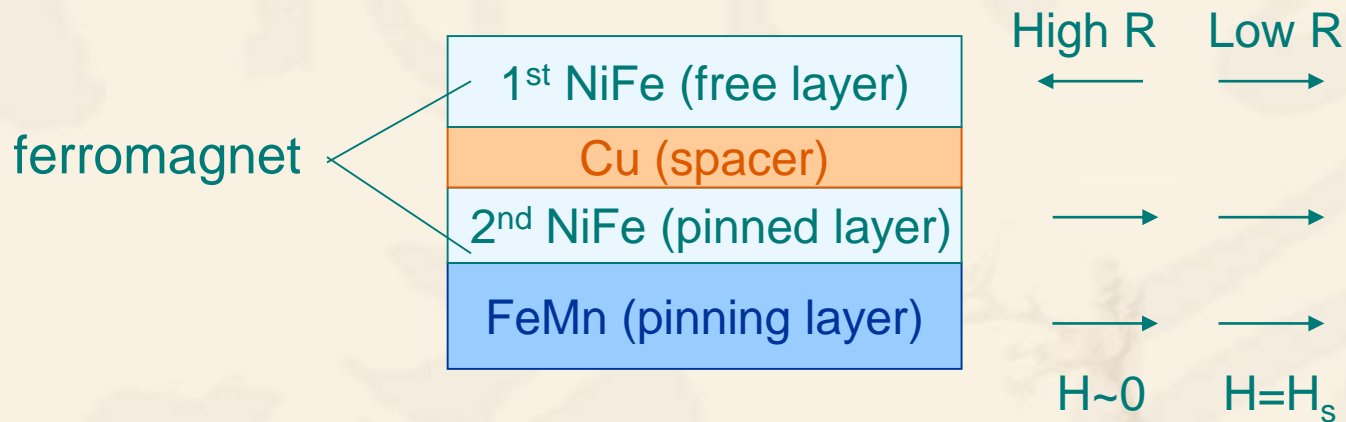 High R Low R
1st NiFe (free layer)
ferromagnet
Cu (spacer)
2nd NiFe (pinned layer)
FeMn (pinning layer)
H~0 H=Hs